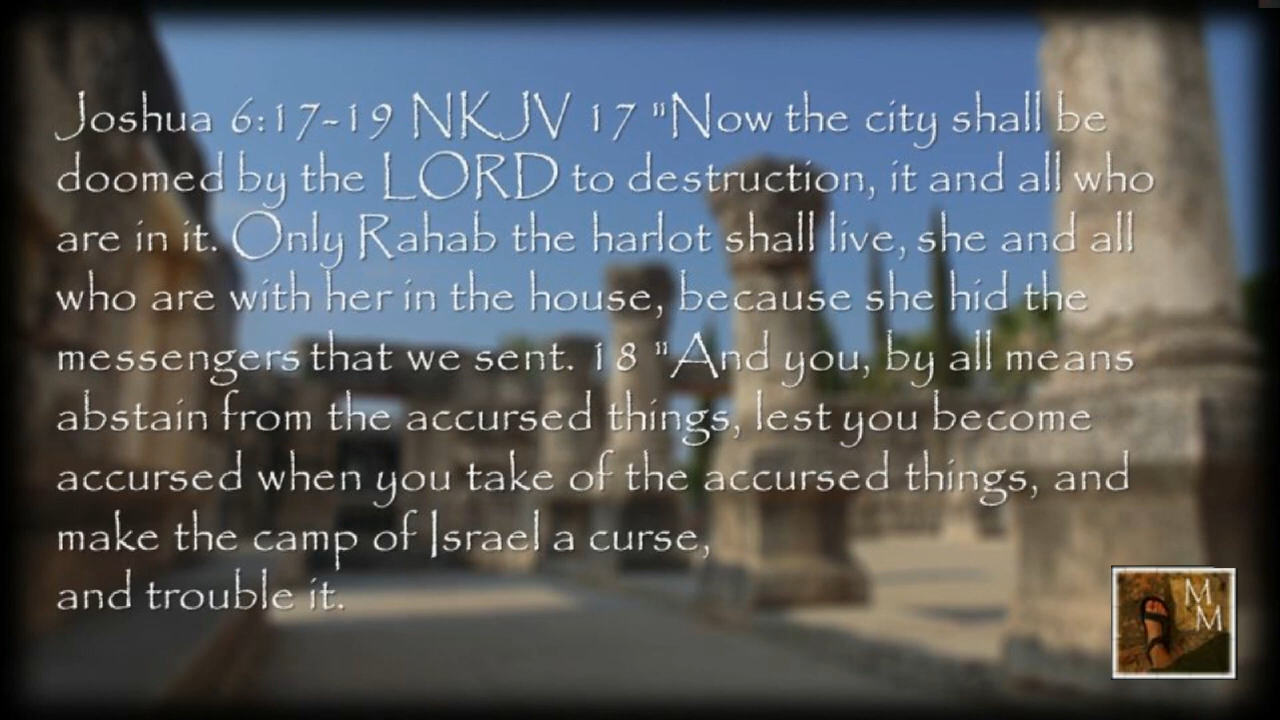 Joshua 6:17-19 NKJV 17 "Now the city shall be
doomed by the LORD to destruction, it and all who
are in it. Only Rahab the harlot shall live, she and all
who are with her in the house, because she hid the
messengers that we sent. 18 "And you, by all means
abstain from the accursed things, lest you become
accursed when you take of the accursed things, and
make the camp of Israel a curse,
and trouble it.
M
M